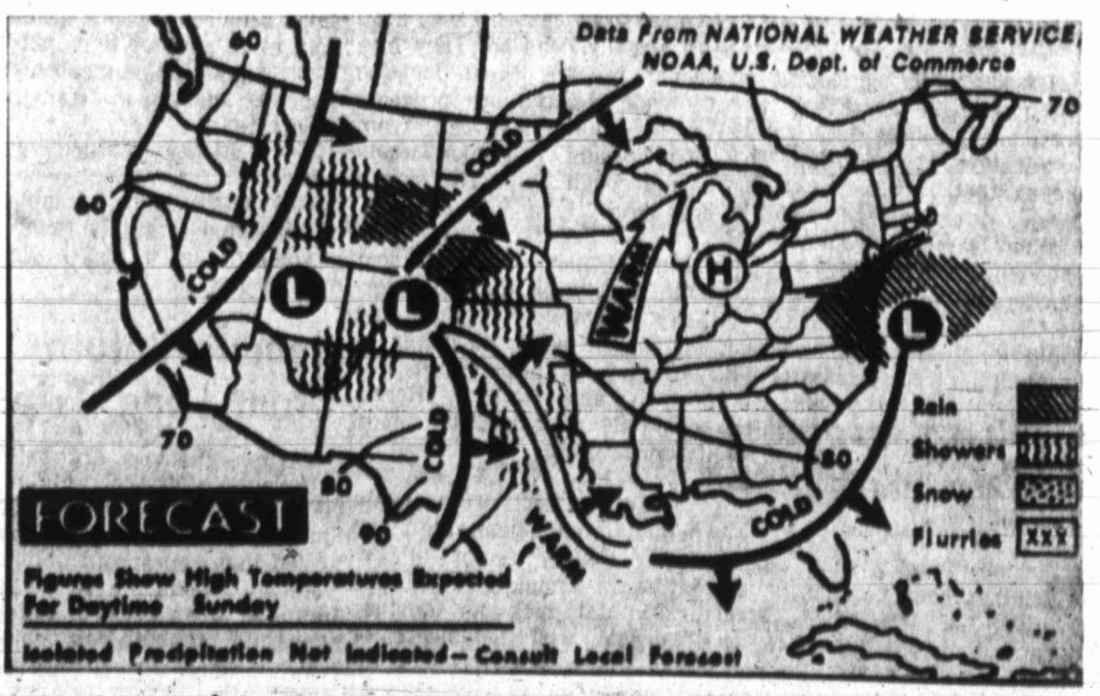 Data From NATIONAL WEATHER SERVICE,
NOAA, U.S. Dept. of Commerce
60
70
COLD
60
COLD
L
L
WARM
H
L
Rain
Showers
Snow
Flurries
XXX
70
80
COLD
80
90
COLD
WARM
FORECAST
Figures Show High Temperatures Expected
For Daytime Sunday
Isolated Precipitation Not Indicated – Consult Local Forecast